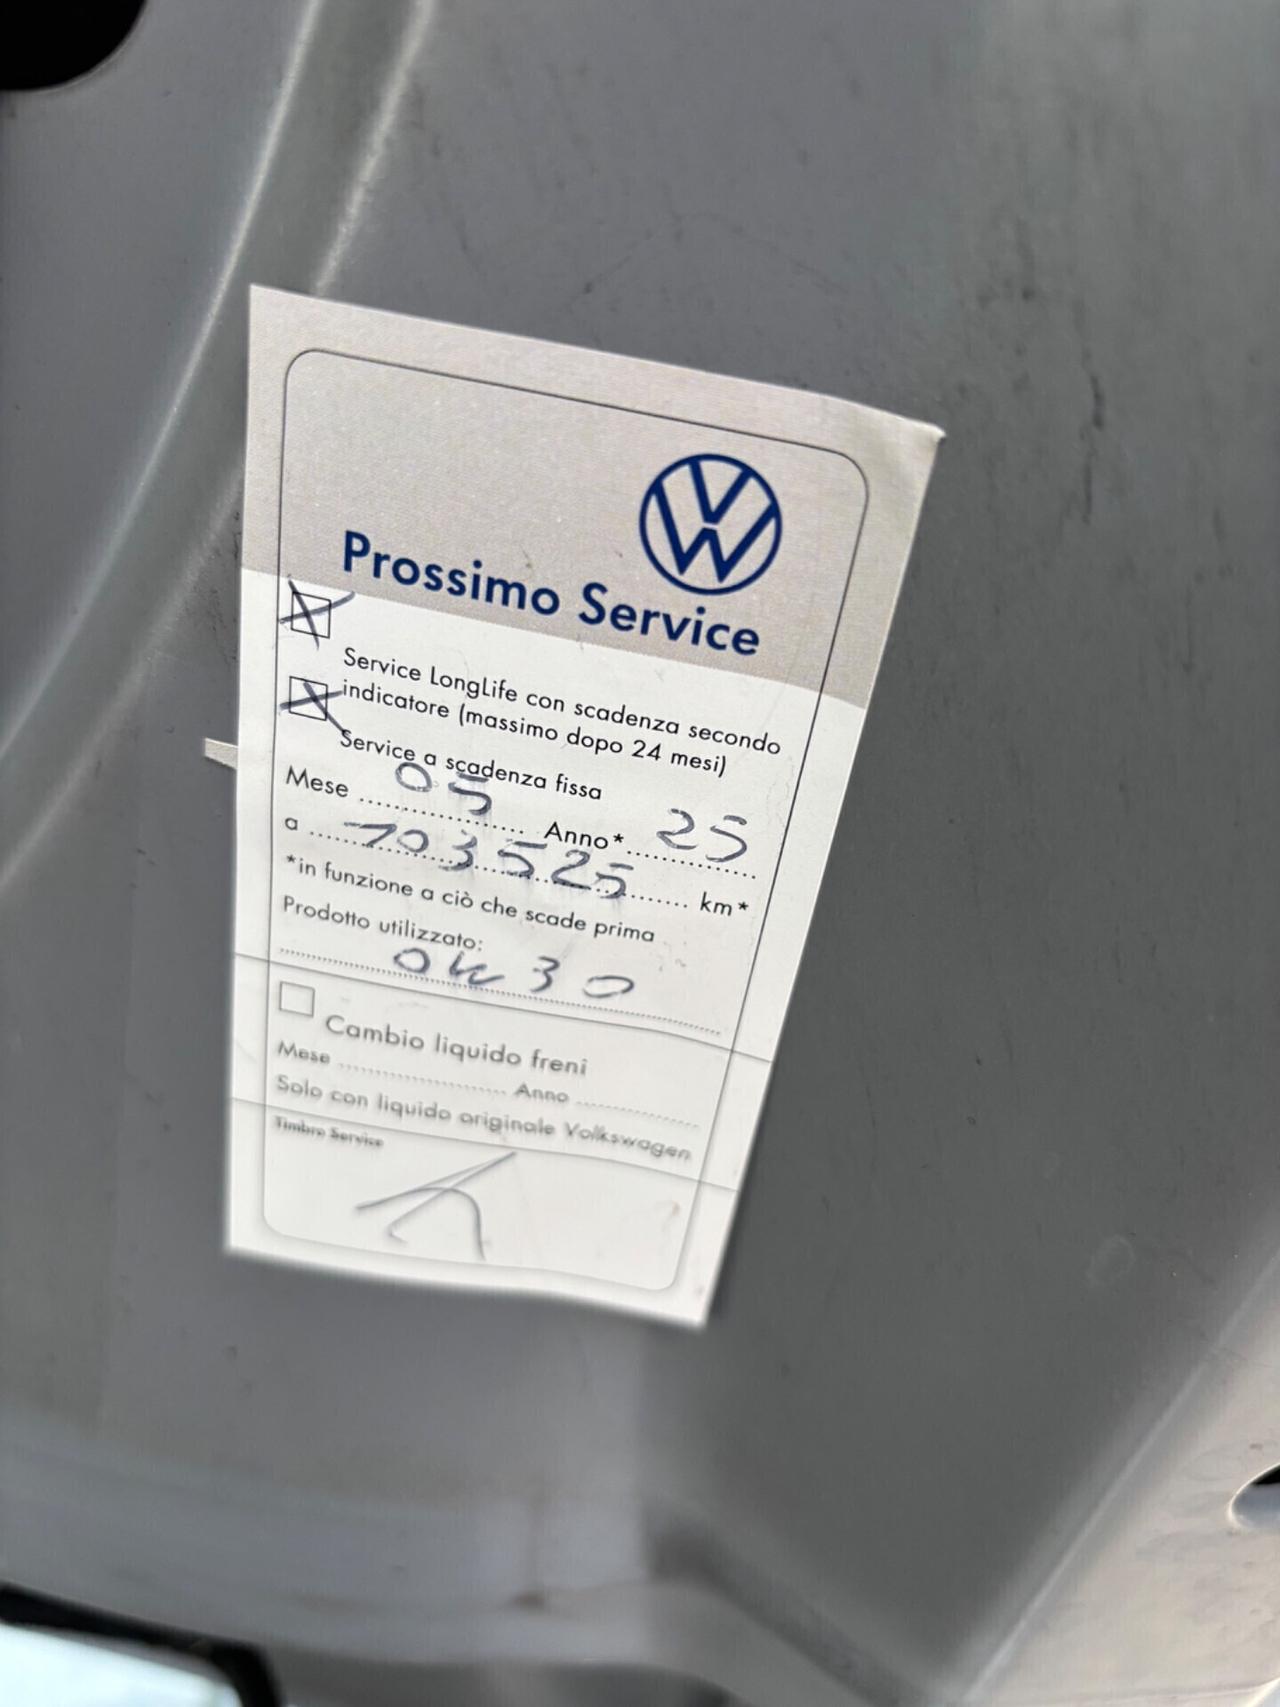 Prossimo Service
Service LongLife con scadenza secondo
indicatore (massimo dopo 24 mesi)
Service a scadenza fissa
Mese 05 Anno* 25
a 103525 km*
*in funzione a ciò che scade prima
Prodotto utilizzato:
0W30
Cambio liquido freni
Mese Anno
Solo con liquido originale Volkswagen
Timbro Service